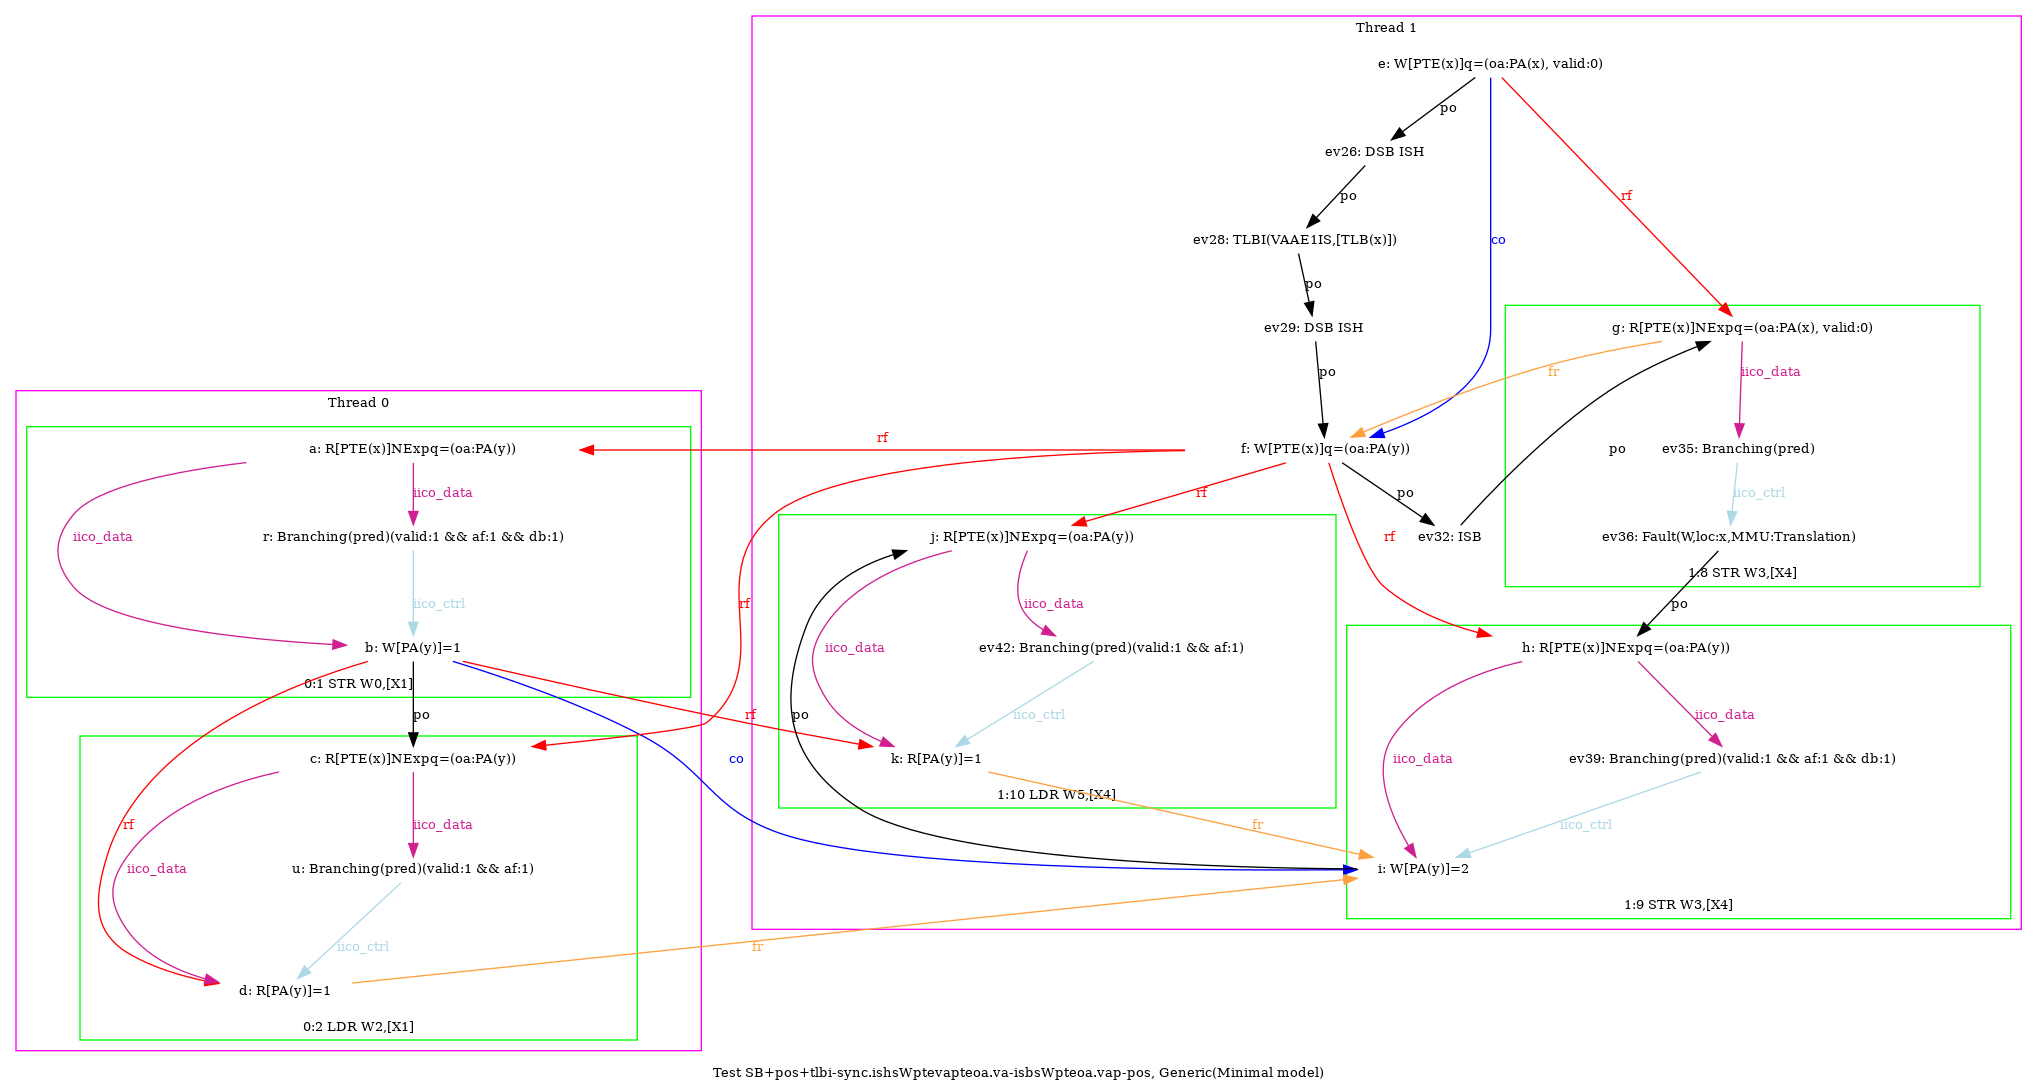 Thread 1
e: W[PTE(x)]q=(oa:PA(x), valid:0)
po
ev26: DSB ISH
po
rf
ev28: TLBI(VAAE1IS,[TLB(x)])
co
po
ev29: DSB ISH
g: R[PTE(x)]NExpq=(oa:PA(x), valid:0)
po
fr
iico_data
Thread 0
rf
a: R[PTE(x)]NExpq=(oa:PA(y))
f: W[PTE(x)]q=(oa:PA(y))
ev35: Branching(pred)
po
iico_data
rf
po
iico_ctrl
iico_data
r: Branching(pred)(valid:1 && af:1 && db:1)
j: R[PTE(x)]NExpq=(oa:PA(y))
rf
ev32: ISB
ev36: Fault(W,loc:x,MMU:Translation)
1:8 STR W3,[X4]
iico_ctrl
rf
iico_data
po
b: W[PA(y)]=1
iico_data
ev42: Branching(pred)(valid:1 && af:1)
h: R[PTE(x)]NExpq=(oa:PA(y))
0:1 STR W0,[X1]
po
rf
po
iico_ctrl
iico_data
c: R[PTE(x)]NExpq=(oa:PA(y))
co
k: R[PA(y)]=1
iico_data
ev39: Branching(pred)(valid:1 && af:1 && db:1)
1:10 LDR W5,[X4]
rf
iico_data
fr
iico_ctrl
iico_data
u: Branching(pred)(valid:1 && af:1)
i: W[PA(y)]=2
1:9 STR W3,[X4]
iico_ctrl
fr
d: R[PA(y)]=1
0:2 LDR W2,[X1]
Test SB+pos+tlbi-sync.ishsWptevapteoa.va-isbsWpteoa.vap-pos, Generic(Minimal model)